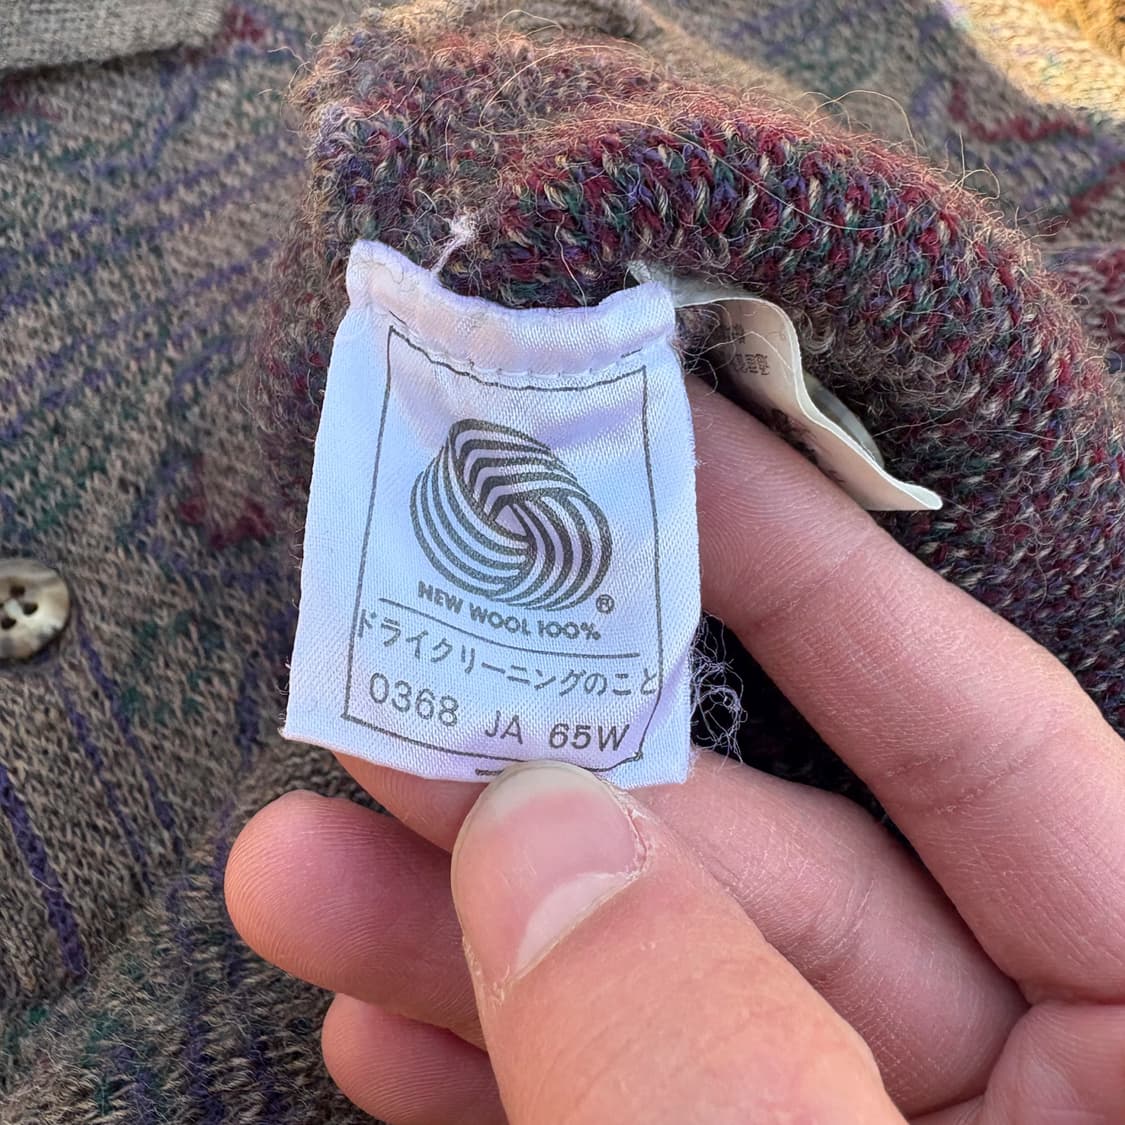 NEW WOOL 100%
®
ドライクリーニングのこと
0368 JA 65W